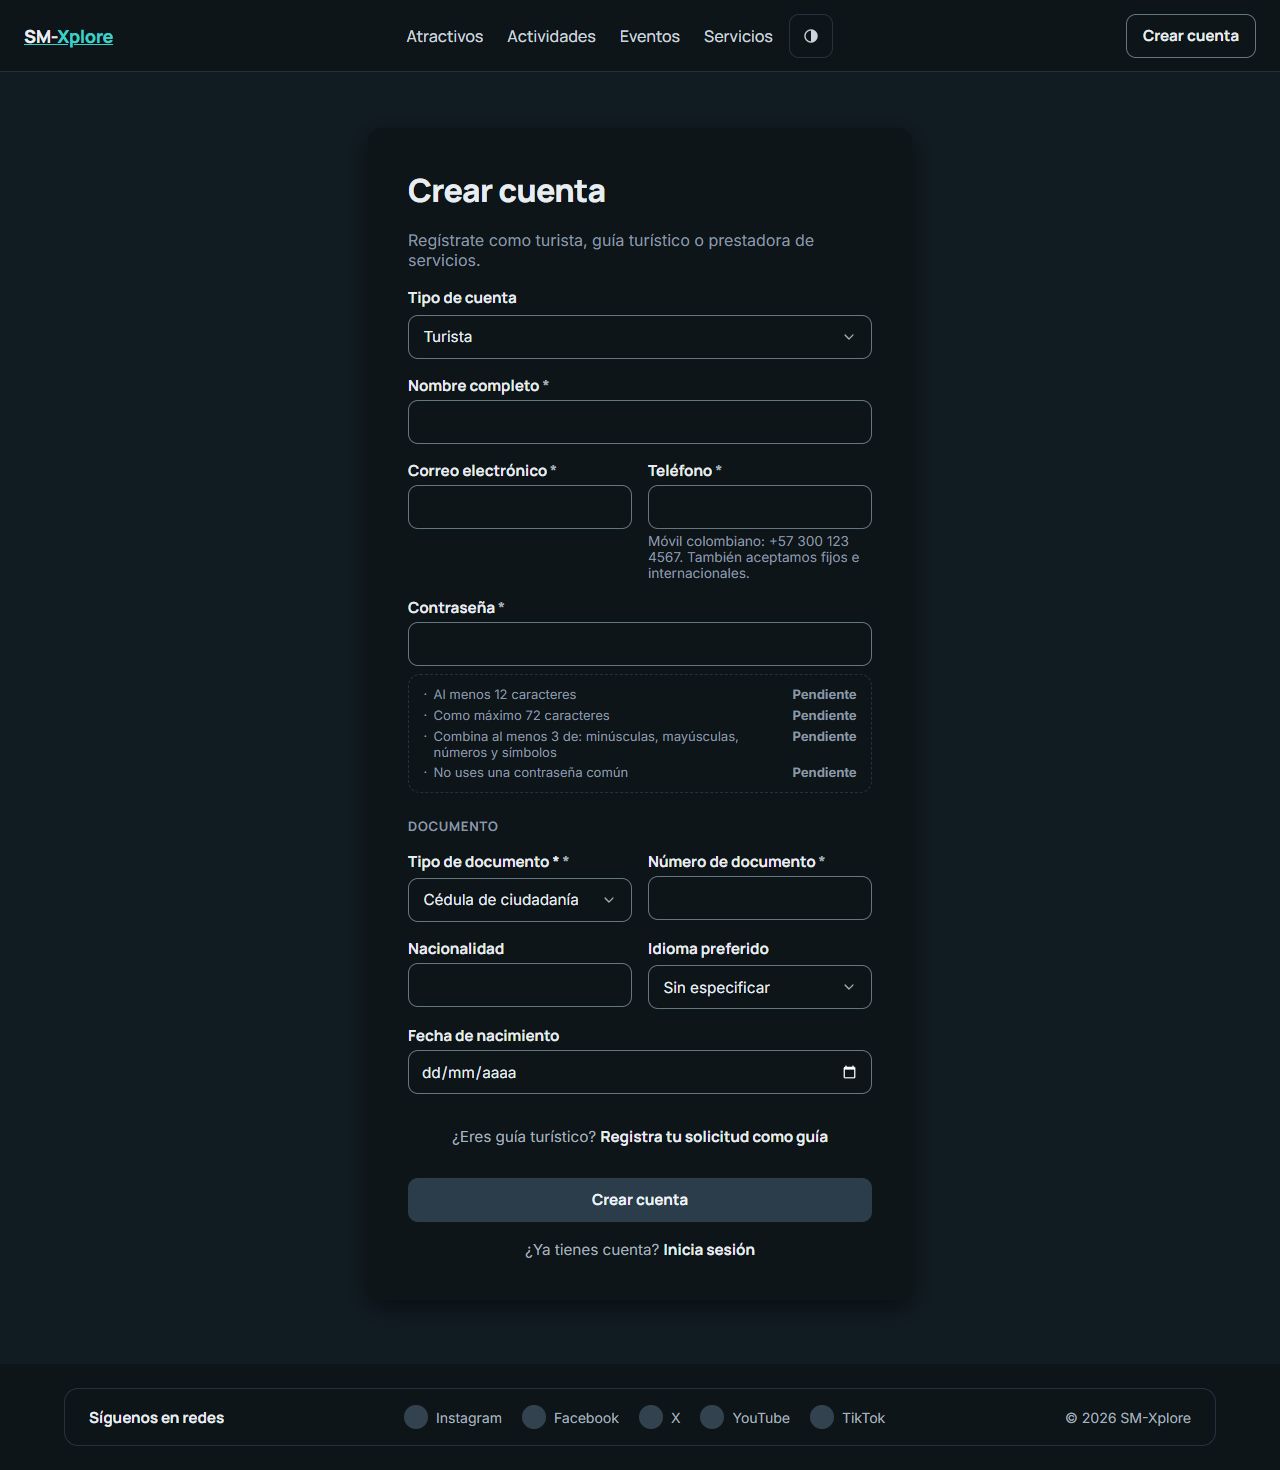 SM-Xplore
Atractivos
Actividades
Eventos
Servicios
Crear cuenta
Crear cuenta
Regístrate como turista, guía turístico o prestadora de
servicios.
Tipo de cuenta
Turista
Nombre completo *
Correo electrónico *
Teléfono *
Móvil colombiano: +57 300 123
4567. También aceptamos fijos e
internacionales.
Contraseña *
· Al menos 12 caracteres Pendiente
· Como máximo 72 caracteres Pendiente
· Combina al menos 3 de: minúsculas, mayúsculas, Pendiente
números y símbolos
· No uses una contraseña común Pendiente
DOCUMENTO
Tipo de documento * *
Cédula de ciudadanía
Número de documento *
Nacionalidad
Idioma preferido
Sin especificar
Fecha de nacimiento
dd/mm/aaaa
¿Eres guía turístico? Registra tu solicitud como guía
Crear cuenta
¿Ya tienes cuenta? Inicia sesión
Síguenos en redes
Instagram
Facebook
X
YouTube
TikTok
© 2026 SM-Xplore